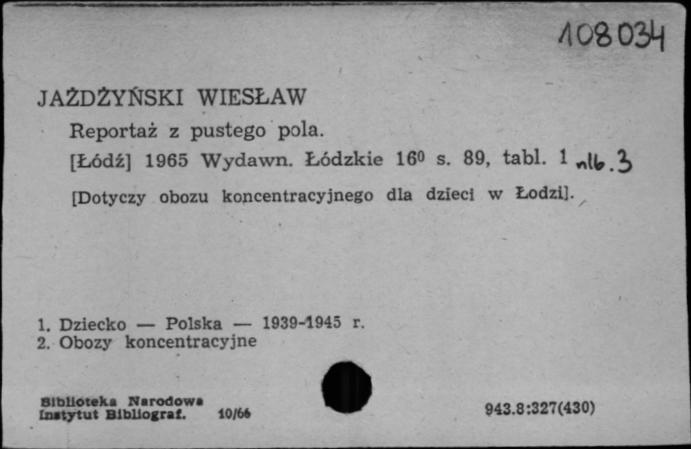 108034
JAŻDŻYŃSKI WIESŁAW
Reportaż z pustego pola.
[Łódź] 1965 Wydawn. Łódzkie 16⁰ s. 89, tabl. 1 nlb. 3
[Dotyczy obozu koncentracyjnego dla dzieci w Łodzi].
1. Dziecko — Polska — 1939-1945 r.
2. Obozy koncentracyjne
Biblioteka Narodowa
Instytut Bibliograf. 10/66
943.8:327(430)